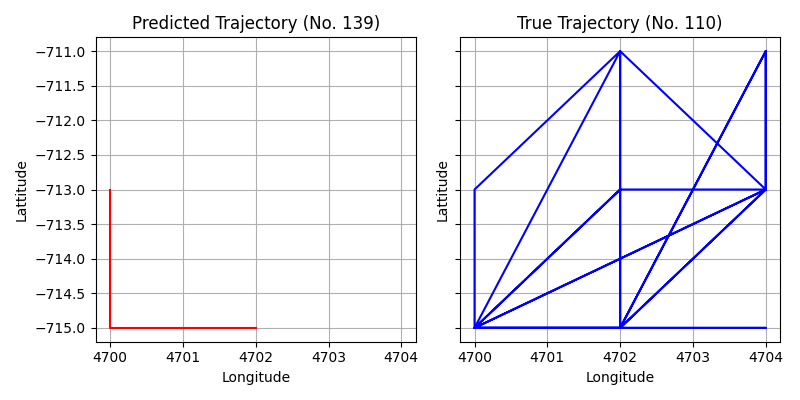 Predicted Trajectory (No. 139)
True Trajectory (No. 110)
Lattitude
−711.0
−711.5
−712.0
−712.5
−713.0
−713.5
−714.0
−714.5
−715.0
4700 4701 4702 4703 4704
Longitude
Lattitude
4700 4701 4702 4703 4704
Longitude